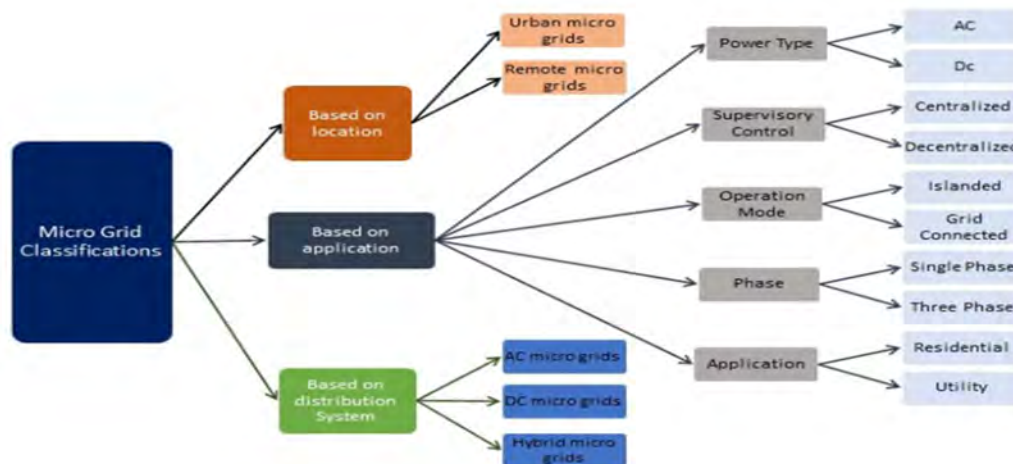 Micro Grid
Classifications
Based on
location
Urban micro
grids
Remote micro
grids
Based on
application
Power Type
AC
Dc
Supervisory
Control
Centralized
Decentralized
Operation
Mode
Islanded
Grid
Connected
Phase
Single Phase
Three Phase
Application
Residential
Utility
Based on
distribution
System
AC micro grids
DC micro grids
Hybrid micro
grids